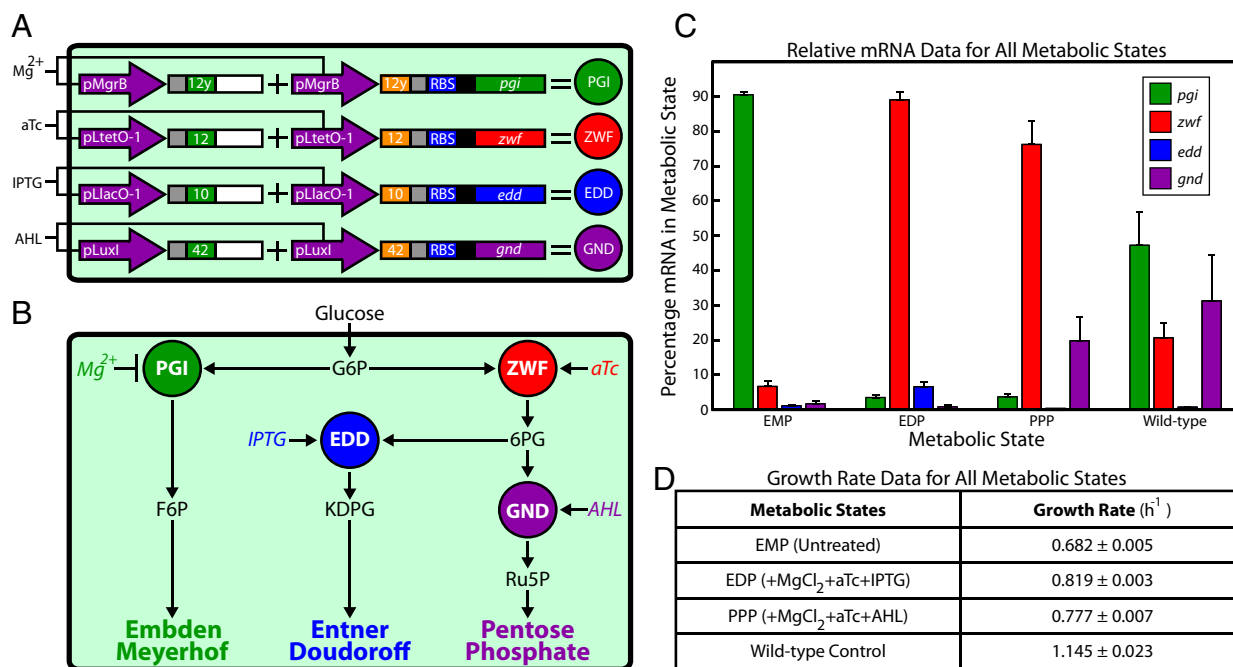 A
Mg2+
pMgrB 12y + pMgrB 12y RBS pgi = PGI
aTc
pLtetO-1 12 + pLtetO-1 12 RBS zwf = ZWF
IPTG
pLlacO-1 10 + pLlacO-1 10 RBS edd = EDD
AHL
pLuxI 42 + pLuxI 42 RBS gnd = GND
B
Glucose
Mg2+ PGI G6P ZWF aTc
IPTG EDD 6PG
F6P KDPG GND AHL
Ru5P
Embden Entner Pentose
Meyerhof Doudoroff Phosphate
C
Relative mRNA Data for All Metabolic States
Percentage mRNA in Metabolic State
90
80
70
60
50
40
30
20
10
0
pgi
zwf
edd
gnd
EMP EDP PPP Wild-type
Metabolic State
D
Growth Rate Data for All Metabolic States
Metabolic States Growth Rate (h-1)
EMP (Untreated) 0.682 ± 0.005
EDP (+MgCl2+aTc+IPTG) 0.819 ± 0.003
PPP (+MgCl2+aTc+AHL) 0.777 ± 0.007
Wild-type Control 1.145 ± 0.023